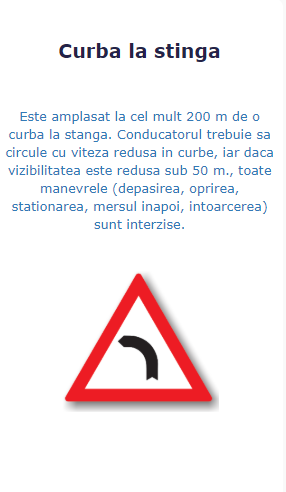 Curba la stinga
Este amplasat la cel mult 200 m de o
curba la stanga. Conducatorul trebuie sa
circule cu viteza redusa in curbe, iar daca
vizibilitatea este redusa sub 50 m., toate
manevrele (depasirea, oprirea,
stationarea, mersul inapoi, intoarcerea)
sunt interzise.